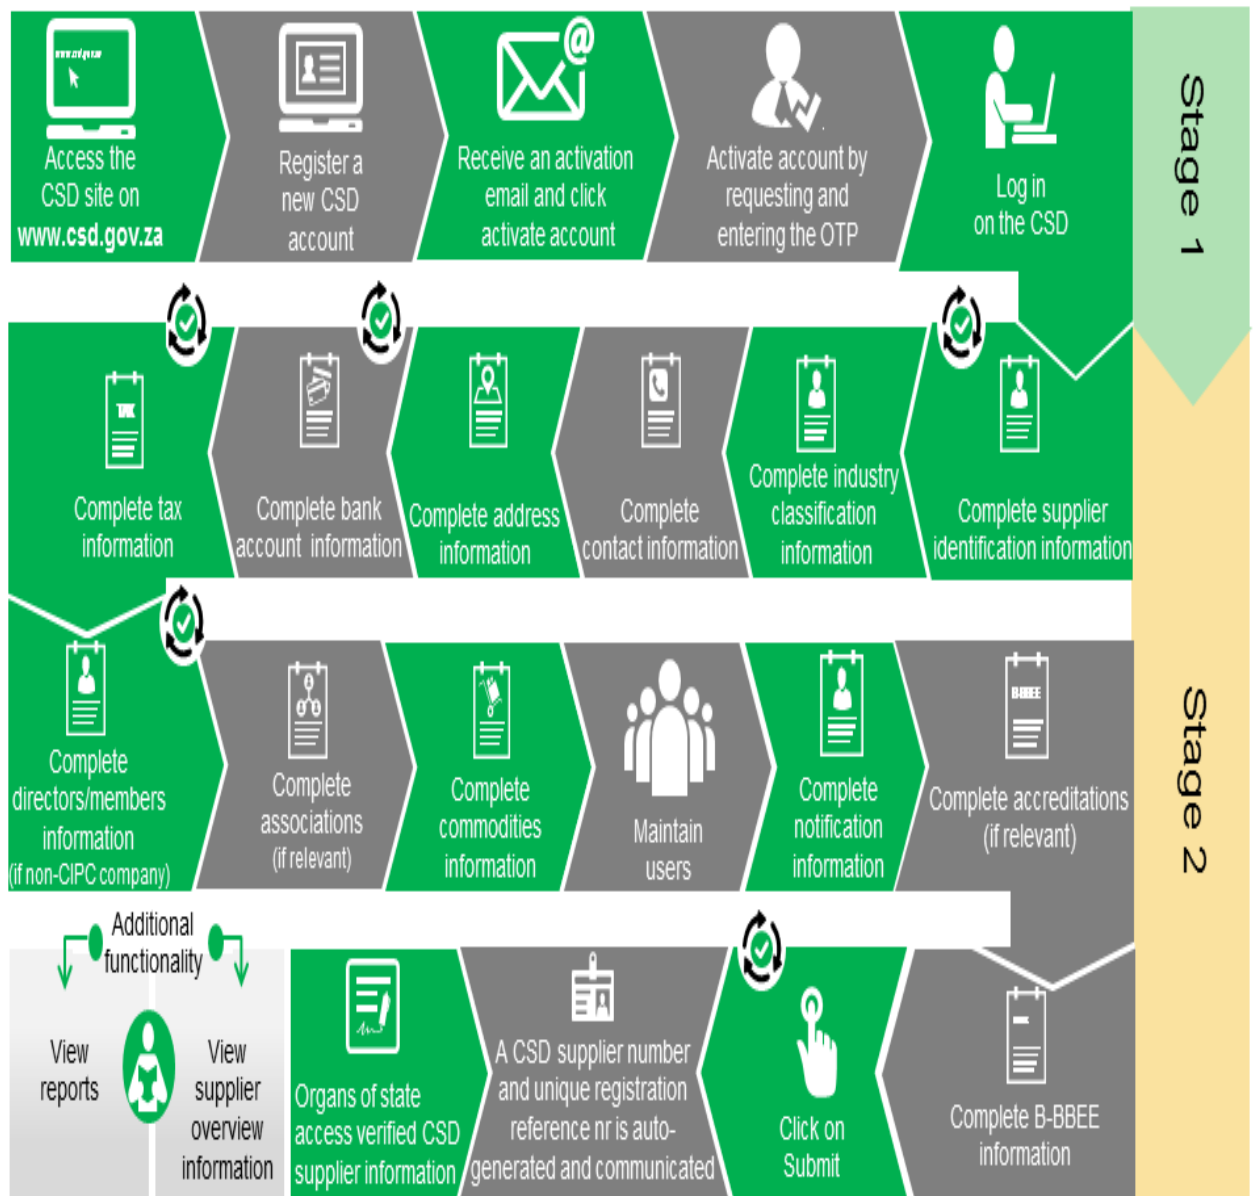 www.csd.gov.za
Access the
CSD site on
www.csd.gov.za
Register a
new CSD
account
@
Receive an activation
email and click
activate account
Activate account by
requesting and
entering the OTP
Log in
on the CSD
Stage 1
TAX
Complete tax
information
Complete bank
account information
Complete address
information
Complete
contact information
Complete industry
classification
information
Complete supplier
identification information
Complete
directors/members
information
(if non-CIPC company)
Complete
associations
(if relevant)
Complete
commodities
information
Maintain
users
Complete
notification
information
B-BBEE
Complete accreditations
(if relevant)
Stage 2
Additional
functionality
View
reports
View
supplier
overview
information
Organs of state
access verified CSD
supplier information
A CSD supplier number
and unique registration
reference nr is auto-
generated and communicated
Click on
Submit
Complete B-BBEE
information